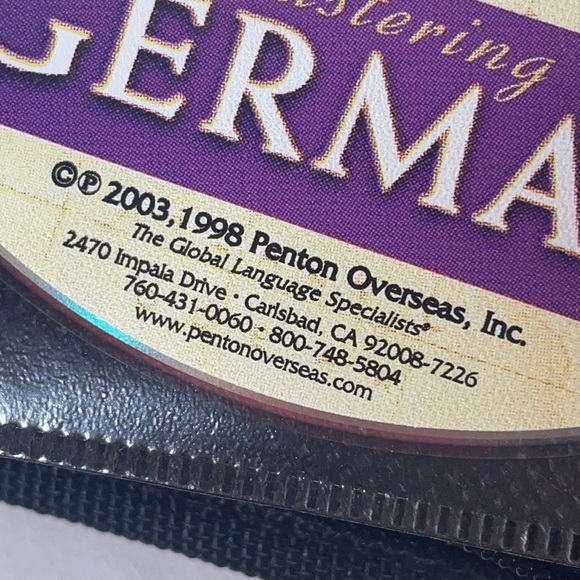 astering
GERMA
©℗ 2003, 1998 Penton Overseas, Inc.
The Global Language Specialists®
2470 Impala Drive • Carlsbad, CA 92008-7226
760-431-0060 • 800-748-5804
www.pentonoverseas.com